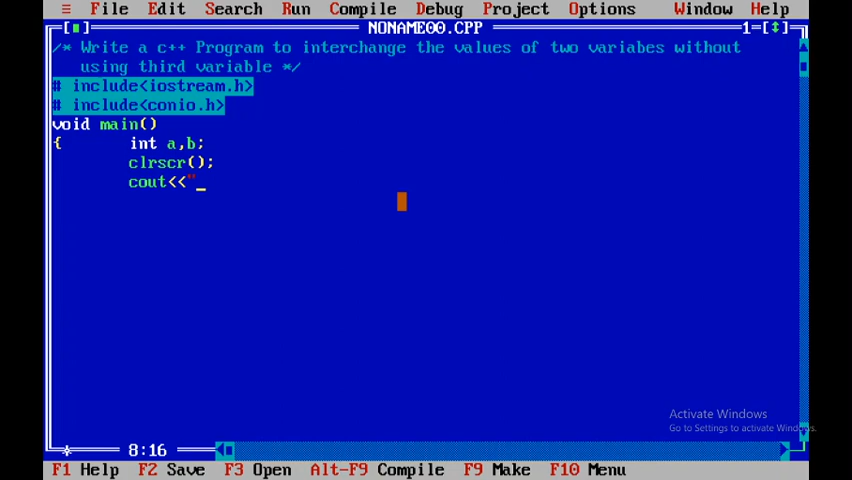 ≡ File Edit Search Run Compile Debug Project Options Window Help
[■] NONAME00.CPP 1=[↕]
/* Write a c++ Program to interchange the values of two variabes without
using third variable */
# include<iostream.h>
# include<conio.h>
void main()
{ int a,b;
clrscr();
cout<<"_
Activate Windows
Go to Settings to activate Windows.
8:16
F1 Help F2 Save F3 Open Alt-F9 Compile F9 Make F10 Menu